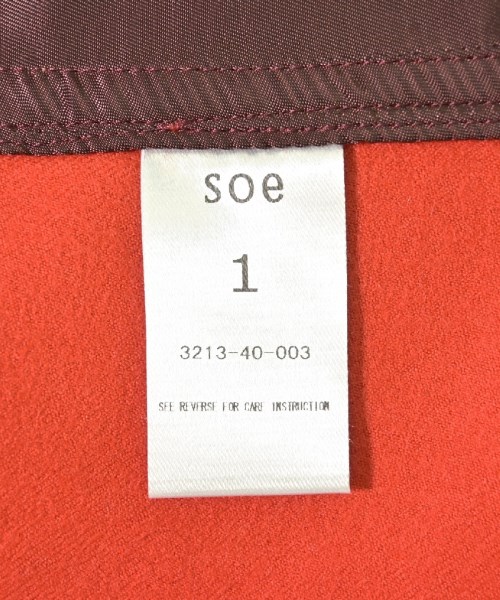 soe
1
3213-40-003
SEE REVERSE FOR CARE INSTRUCTION